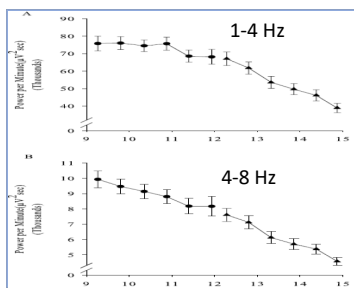 A
1-4 Hz
Power per Minute(μV² sec)
(Thousands)
90
80
70
60
50
40
0
9 10 11 12 13 14 15
B
4-8 Hz
Power per Minute(μV² sec)
(Thousands)
11
10
9
8
7
6
5
0
9 10 11 12 13 14 15